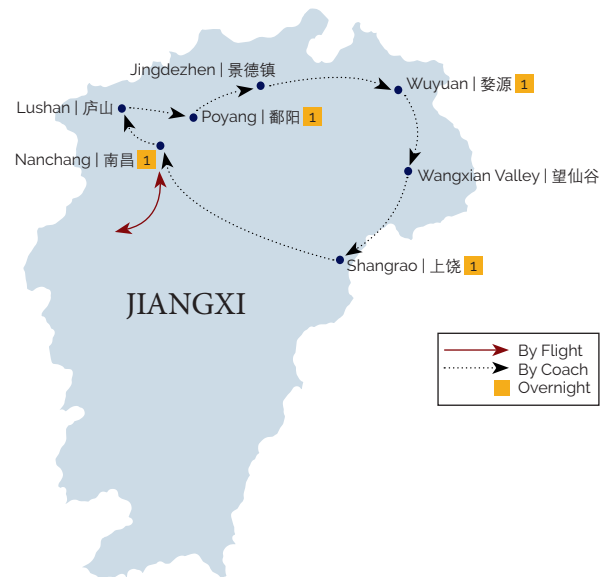 Jingdezhen | 景德镇
Wuyuan | 婺源 1
Lushan | 庐山
Poyang | 鄱阳 1
Nanchang | 南昌 1
Wangxian Valley | 望仙谷
Shangrao | 上饶 1
JIANGXI
By Flight
By Coach
Overnight